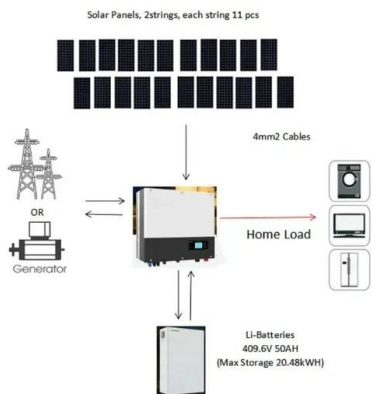 Solar Panels, 2strings, each string 11 pcs
4mm2 Cables
OR
Generator
Home Load
Li-Batteries
409.6V 50AH
(Max Storage 20.48kWH)